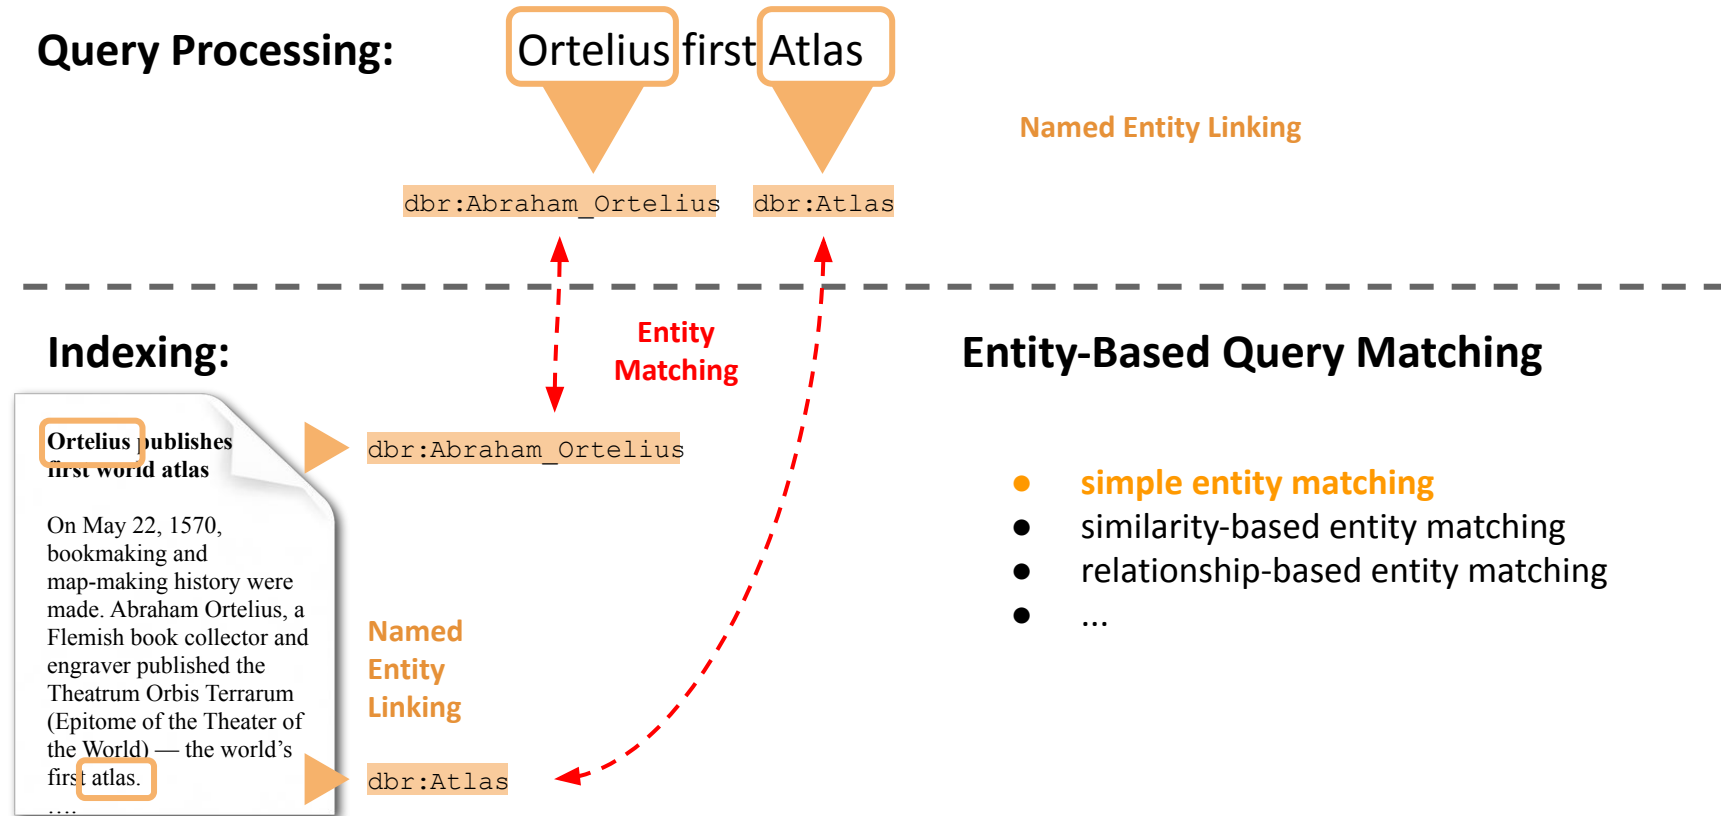 Query Processing:
Ortelius first Atlas
Named Entity Linking
dbr:Abraham_Ortelius
dbr:Atlas
Indexing:
Entity
Matching
Entity-Based Query Matching
Ortelius publishes
first world atlas
On May 22, 1570,
bookmaking and
map-making history were
made. Abraham Ortelius, a
Flemish book collector and
engraver published the
Theatrum Orbis Terrarum
(Epitome of the Theater of
the World) — the world's
first atlas.
....
dbr:Abraham_Ortelius
Named
Entity
Linking
dbr:Atlas
● simple entity matching
● similarity-based entity matching
● relationship-based entity matching
● ...